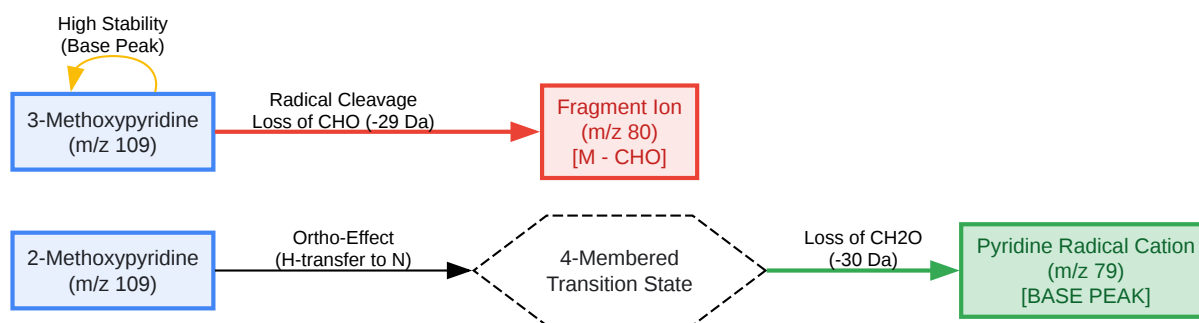 High Stability
(Base Peak)
3-Methoxypyridine
(m/z 109)
Radical Cleavage
Loss of CHO (-29 Da)
Fragment Ion
(m/z 80)
[M - CHO]
2-Methoxypyridine
(m/z 109)
Ortho-Effect
(H-transfer to N)
4-Membered
Transition State
Loss of CH2O
(-30 Da)
Pyridine Radical Cation
(m/z 79)
[BASE PEAK]